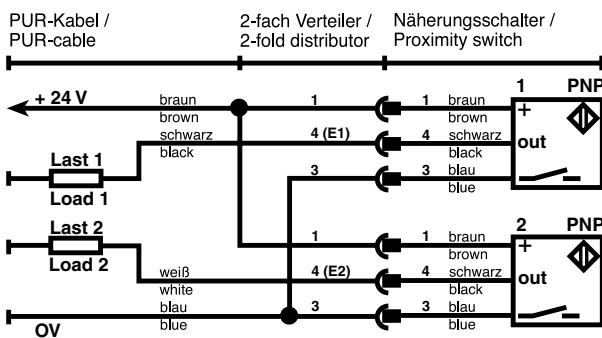 PUR-Kabel /
PUR-cable
2-fach Verteiler /
2-fold distributor
Näherungsschalter /
Proximity switch
+ 24 V
braun
brown
1
1
braun
brown
1
PNP
+
schwarz
black
4 (E1)
4
schwarz
black
out
Last 1
Load 1
3
3
blau
blue
Last 2
Load 2
1
1
braun
brown
2
PNP
+
weiß
white
4 (E2)
4
schwarz
black
out
OV
blau
blue
3
3
blau
blue